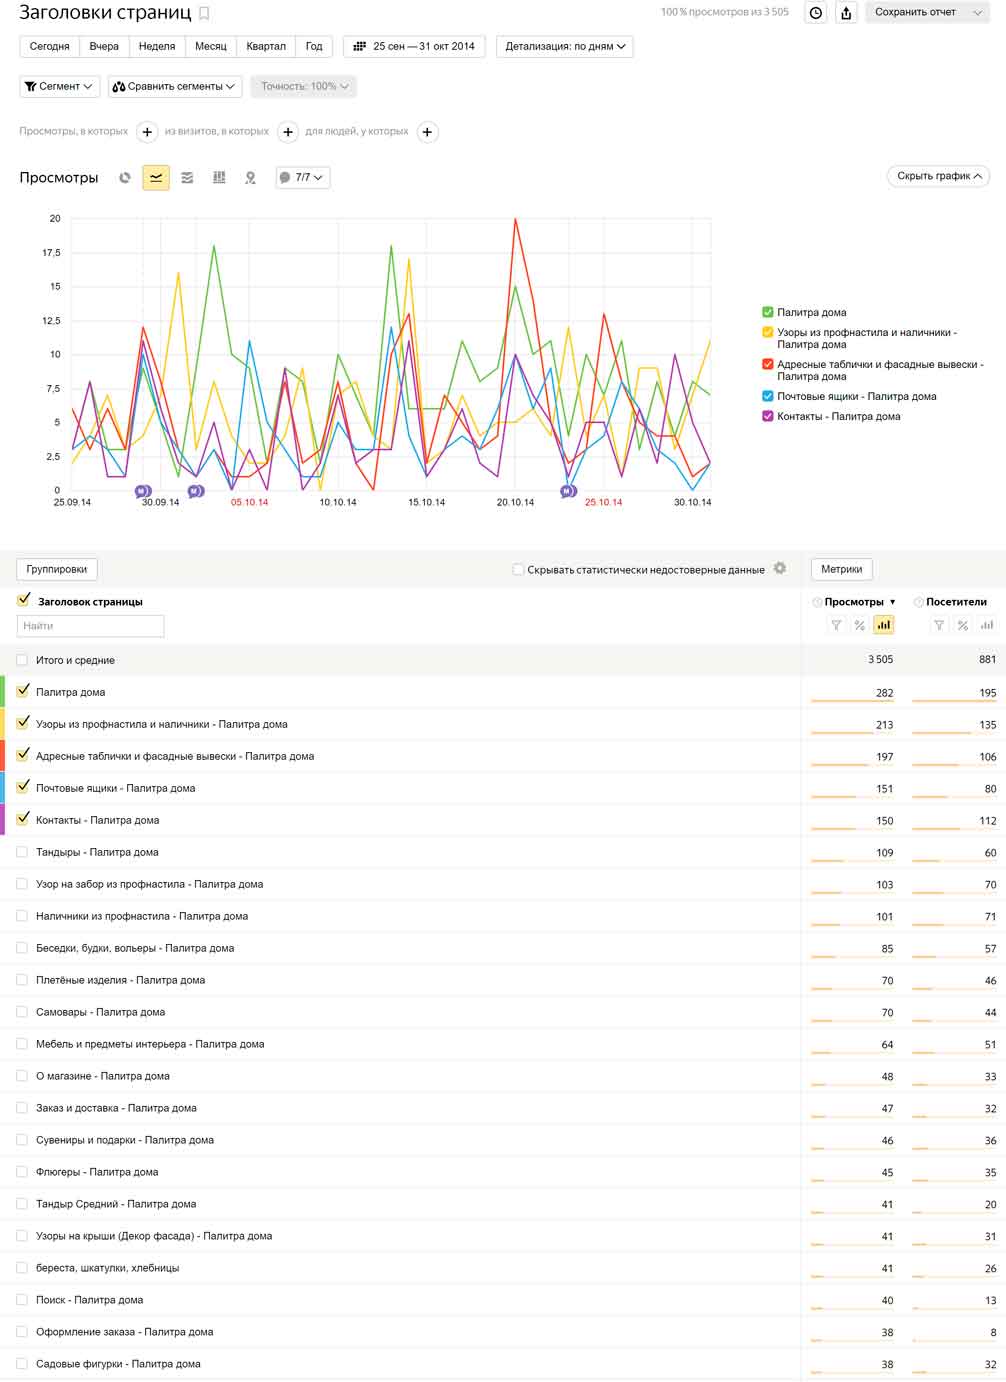 Заголовки страниц
100 % просмотров из 3 505
Сохранить отчет
Сегодня Вчера Неделя Месяц Квартал Год
25 сен — 31 окт 2014
Детализация: по дням
Сегмент
Сравнить сегменты
Точность: 100%
Просмотры, в которых + из визитов, в которых + для людей, у которых +
Просмотры
7/7
Скрыть график
20
17,5
15
12,5
10
7,5
5
2,5
0
25.09.14 30.09.14 05.10.14 10.10.14 15.10.14 20.10.14 25.10.14 30.10.14
Палитра дома
Узоры из профнастила и наличники -
Палитра дома
Адресные таблички и фасадные вывески -
Палитра дома
Почтовые ящики - Палитра дома
Контакты - Палитра дома
Группировки
Скрывать статистически недостоверные данные
Метрики
Заголовок страницы
Просмотры ▼ Посетители
Найти
Итого и средние 3 505 881
Палитра дома 282 195
Узоры из профнастила и наличники - Палитра дома 213 135
Адресные таблички и фасадные вывески - Палитра дома 197 106
Почтовые ящики - Палитра дома 151 80
Контакты - Палитра дома 150 112
Тандыры - Палитра дома 109 60
Узор на забор из профнастила - Палитра дома 103 70
Наличники из профнастила - Палитра дома 101 71
Беседки, будки, вольеры - Палитра дома 85 57
Плетёные изделия - Палитра дома 70 46
Самовары - Палитра дома 70 44
Мебель и предметы интерьера - Палитра дома 64 51
О магазине - Палитра дома 48 33
Заказ и доставка - Палитра дома 47 32
Сувениры и подарки - Палитра дома 46 36
Флюгеры - Палитра дома 45 35
Тандыр Средний - Палитра дома 41 20
Узоры на крыши (Декор фасада) - Палитра дома 41 31
береста, шкатулки, хлебницы 41 26
Поиск - Палитра дома 40 13
Оформление заказа - Палитра дома 38 8
Садовые фигурки - Палитра дома 38 32